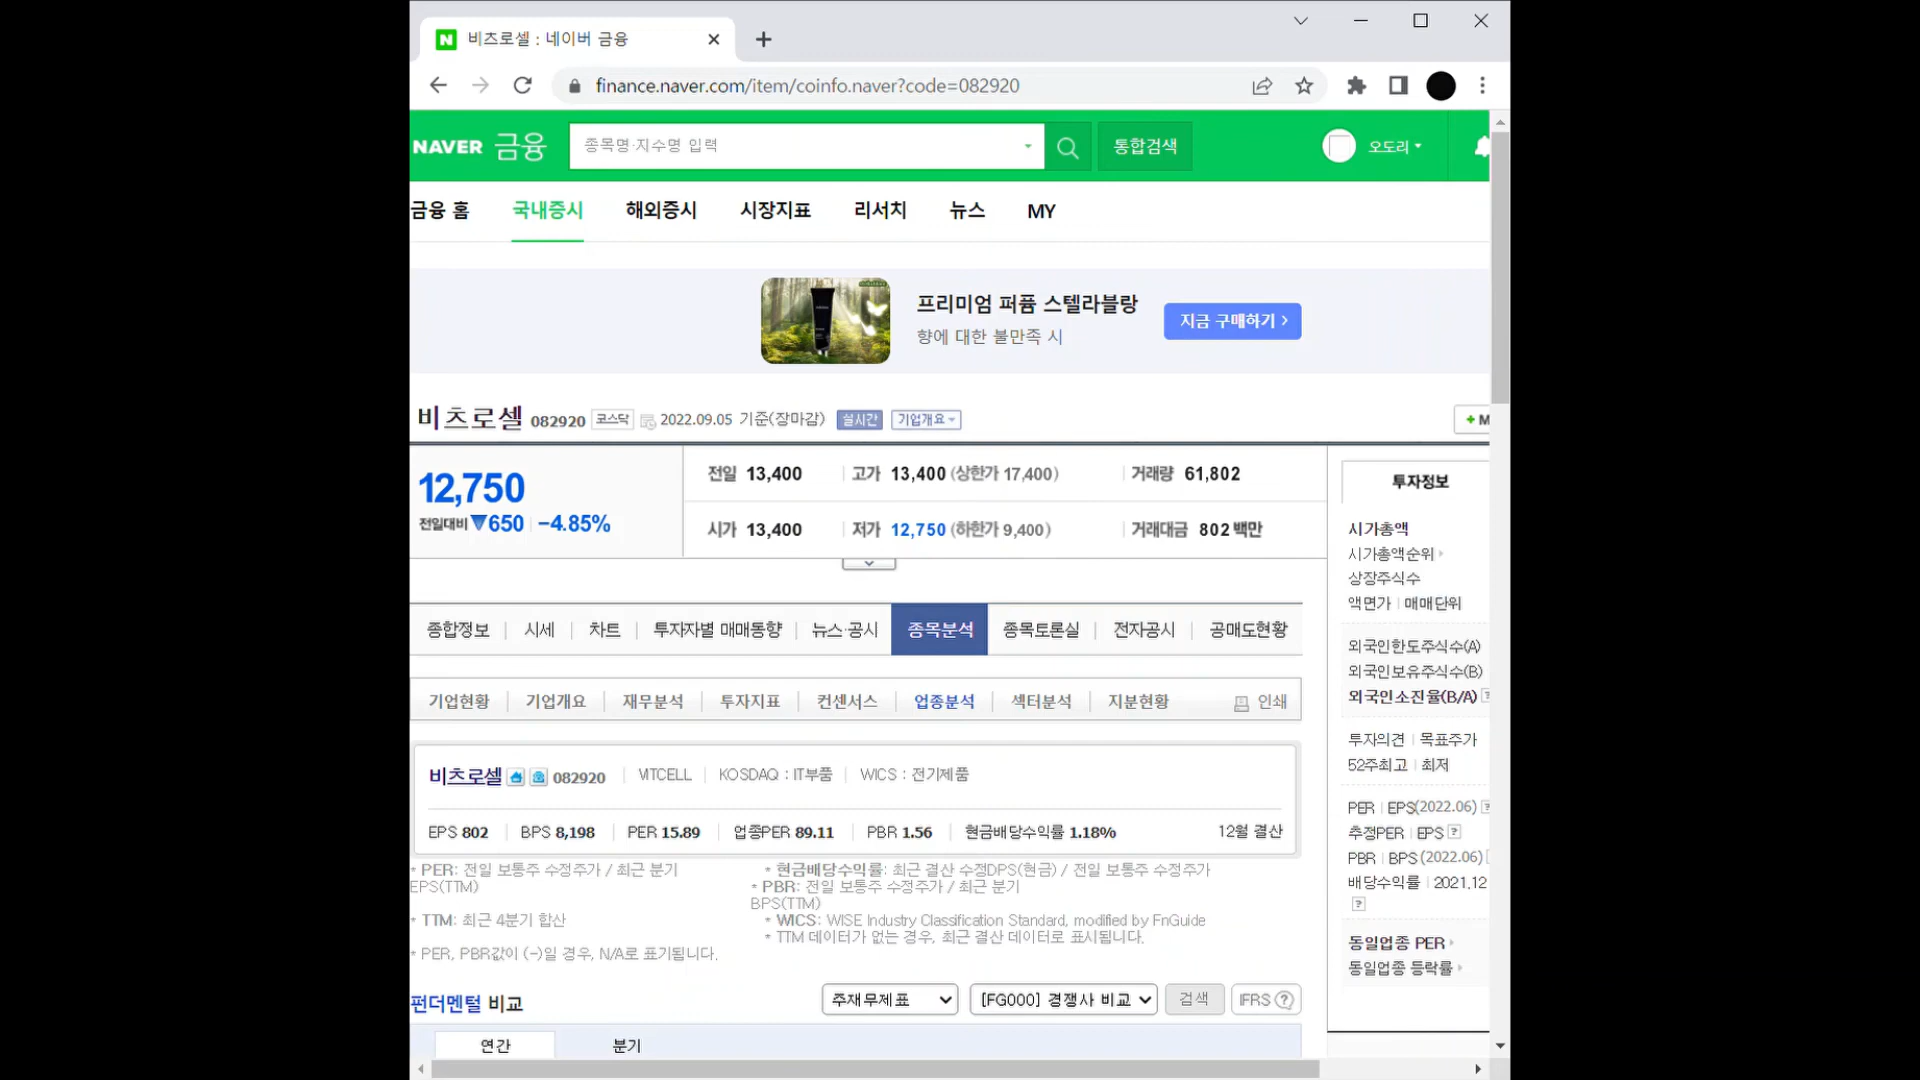 비츠로셀 : 네이버 금융
finance.naver.com/item/coinfo.naver?code=082920
NAVER 금융 종목명·지수명 입력 통합검색 오도리
금융 홈 국내증시 해외증시 시장지표 리서치 뉴스 MY
프리미엄 퍼퓸 스텔라블랑
향에 대한 불만족 시
지금 구매하기 >
비츠로셀 082920 코스닥 2022.09.05 기준(장마감) 실시간 기업개요 + M
12,750
전일대비 ▼650 -4.85%
전일 13,400 고가 13,400 (상한가 17,400) 거래량 61,802
시가 13,400 저가 12,750 (하한가 9,400) 거래대금 802 백만
종합정보 시세 차트 투자자별 매매동향 뉴스·공시 종목분석 종목토론실 전자공시 공매도현황
기업현황 기업개요 재무분석 투자지표 컨센서스 업종분석 섹터분석 지분현황 인쇄
비츠로셀 082920 VITCELL KOSDAQ : IT부품 WICS : 전기제품
EPS 802 BPS 8,198 PER 15.89 업종PER 89.11 PBR 1.56 현금배당수익률 1.18% 12월 결산
* PER: 전일 보통주 수정주가 / 최근 분기
EPS(TTM)
* TTM: 최근 4분기 합산
* PER, PBR값이 (-)일 경우, N/A로 표기됩니다.
* 현금배당수익률: 최근 결산 수정DPS(현금) / 전일 보통주 수정주가
* PBR: 전일 보통주 수정주가 / 최근 분기
BPS(TTM)
* WICS: WISE Industry Classification Standard, modified by FnGuide
* TTM 데이터가 없는 경우, 최근 결산 데이터로 표시됩니다.
펀더멘털 비교 주재무제표 [FG000] 경쟁사 비교 검색 IFRS ?
연간 분기
투자정보
시가총액
시가총액순위
상장주식수
액면가 | 매매단위
외국인한도주식수(A)
외국인보유주식수(B)
외국인소진율(B/A) ?
투자의견 | 목표주가
52주최고 | 최저
PER | EPS(2022.06) ?
추정PER | EPS ?
PBR | BPS (2022.06)
배당수익률 | 2021.12
?
동일업종 PER
동일업종 등락률